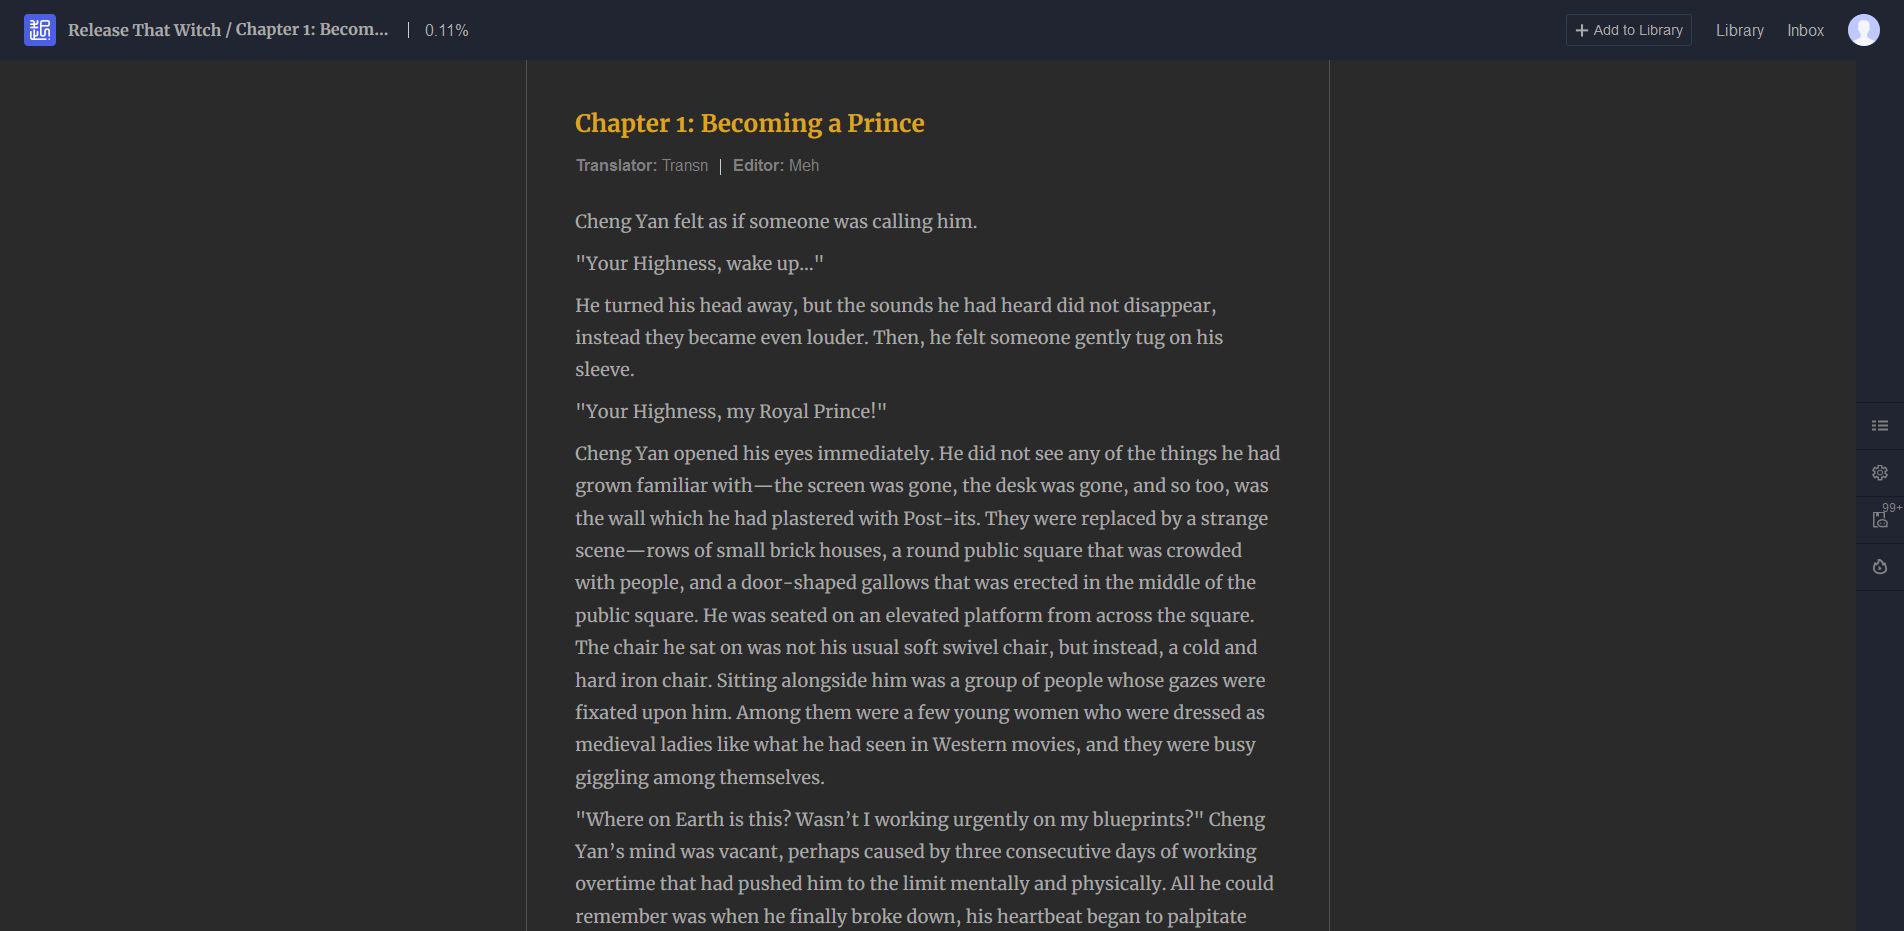 Release That Witch / Chapter 1: Becom... | 0.11%
+ Add to Library
Library
Inbox
Chapter 1: Becoming a Prince
Translator: Transn | Editor: Meh
Cheng Yan felt as if someone was calling him.
"Your Highness, wake up..."
He turned his head away, but the sounds he had heard did not disappear,
instead they became even louder. Then, he felt someone gently tug on his
sleeve.
"Your Highness, my Royal Prince!"
Cheng Yan opened his eyes immediately. He did not see any of the things he had
grown familiar with—the screen was gone, the desk was gone, and so too, was
the wall which he had plastered with Post-its. They were replaced by a strange
scene—rows of small brick houses, a round public square that was crowded
with people, and a door-shaped gallows that was erected in the middle of the
public square. He was seated on an elevated platform from across the square.
The chair he sat on was not his usual soft swivel chair, but instead, a cold and
hard iron chair. Sitting alongside him was a group of people whose gazes were
fixated upon him. Among them were a few young women who were dressed as
medieval ladies like what he had seen in Western movies, and they were busy
giggling among themselves.
"Where on Earth is this? Wasn’t I working urgently on my blueprints?" Cheng
Yan’s mind was vacant, perhaps caused by three consecutive days of working
overtime that had pushed him to the limit mentally and physically. All he could
remember was when he finally broke down, his heartbeat began to palpitate
99+